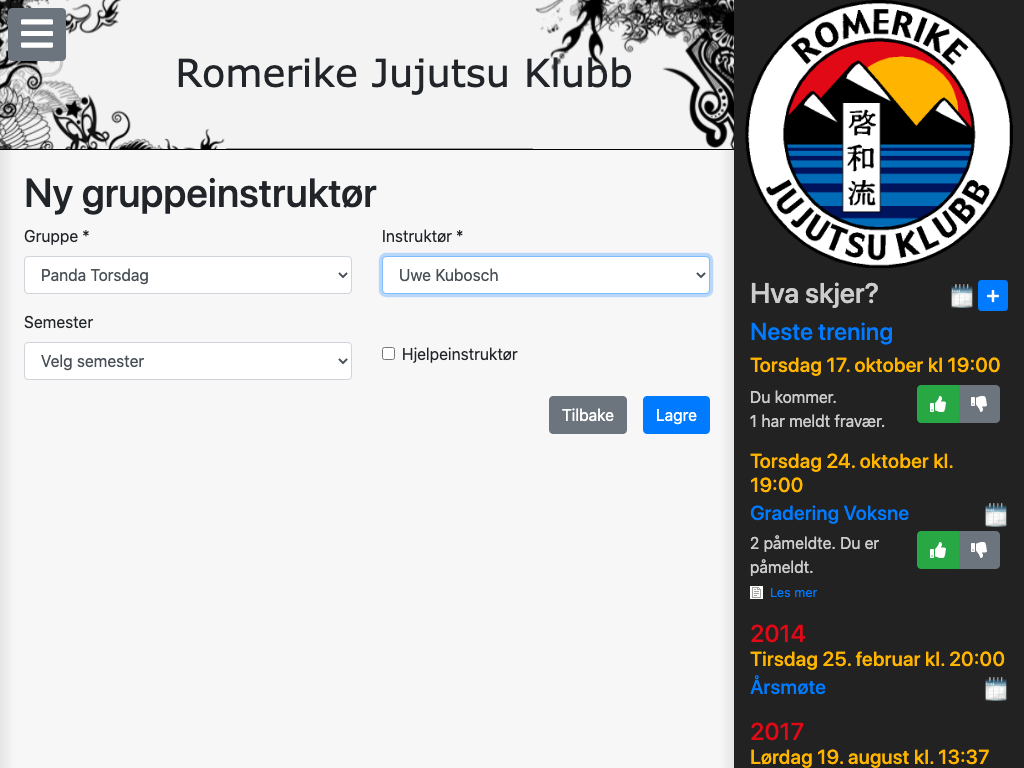 Romerike Jujutsu Klubb
Ny gruppeinstruktør
Gruppe *
Instruktør *
Panda Torsdag
Uwe Kubosch
Semester
Velg semester
Hjelpeinstruktør
Tilbake
Lagre
ROMERIKE
啓和流
JUJUTSU KLUBB
Hva skjer?
+
Neste trening
Torsdag 17. oktober kl 19:00
Du kommer.
1 har meldt fravær.
Torsdag 24. oktober kl.
19:00
Gradering Voksne
2 påmeldte. Du er
påmeldt.
Les mer
2014
Tirsdag 25. februar kl. 20:00
Årsmøte
2017
Lørdag 19. august kl. 13:37